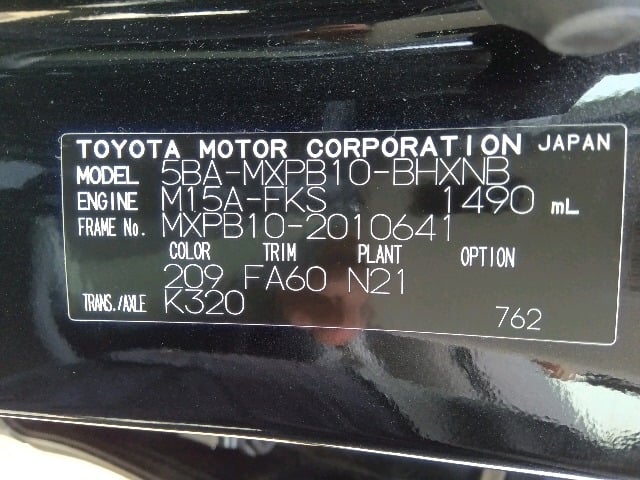 TOYOTA MOTOR CORPORATION JAPAN
MODEL 5BA-MXPB10-BHXNB
ENGINE M15A-FKS 1490 mL
FRAME No. MXPB10-2010641
COLOR TRIM PLANT OPTION
209 FA60 N21
TRANS./AXLE K320
762